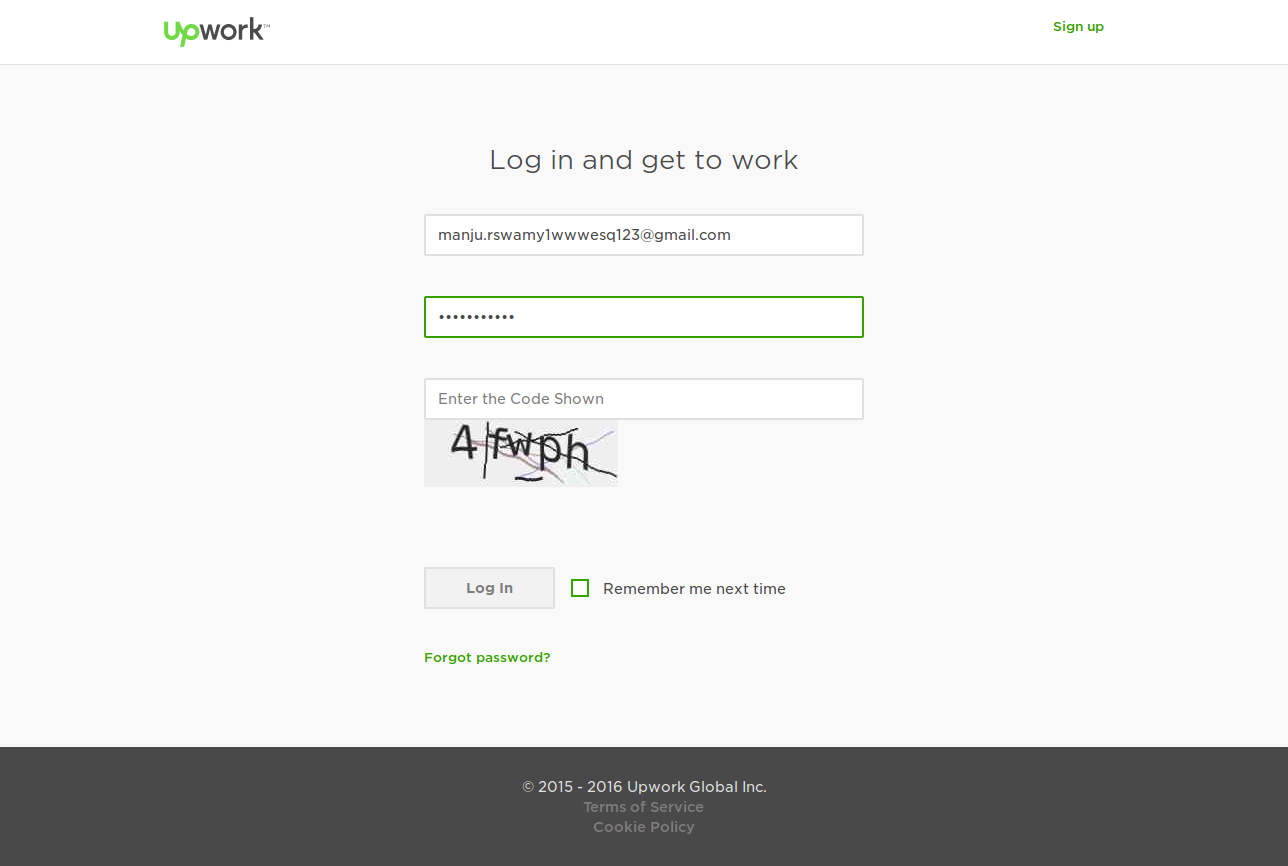 upwork™
Sign up
Log in and get to work
manju.rswamy1wwwesq123@gmail.com
•••••••••••
Enter the Code Shown
Log In
Remember me next time
Forgot password?
© 2015 - 2016 Upwork Global Inc.
Terms of Service
Cookie Policy